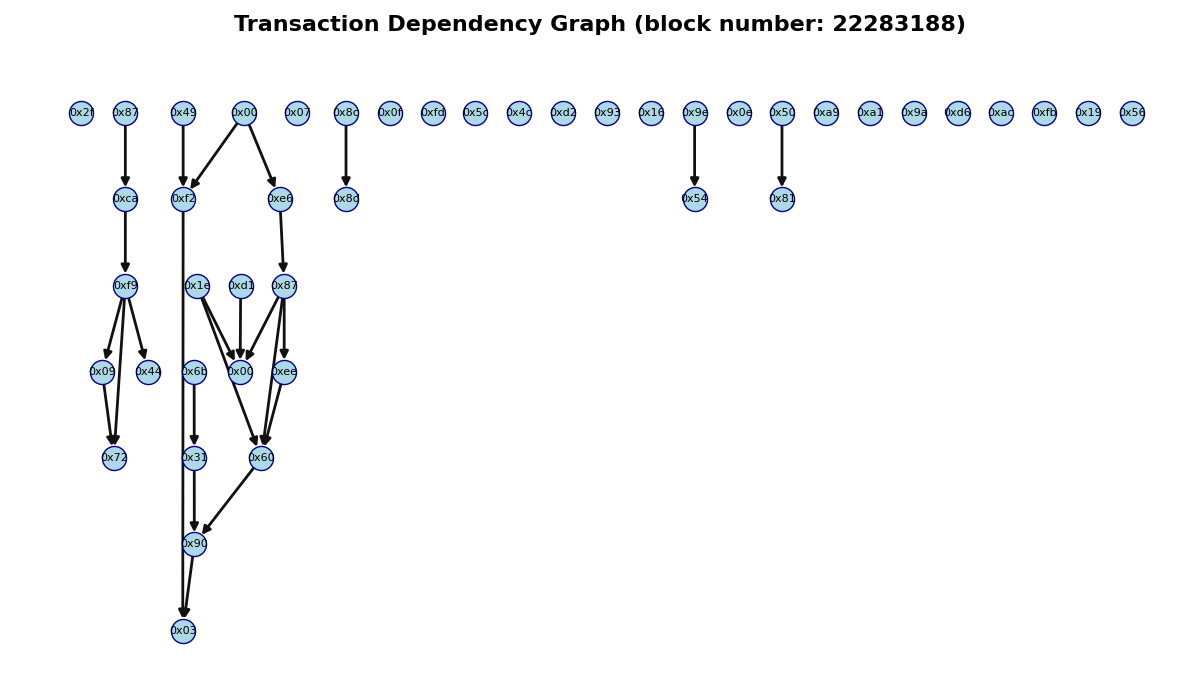 Transaction Dependency Graph (block number: 22283188)
0x2f 0x87 0x49 0x00 0x07 0x8c 0x0f 0xfd 0x5c 0x4c 0xd2 0x93 0x16 0x9e 0x0e 0x50 0xa9 0xa1 0x9a 0xd6 0xac 0xfb 0x19 0x56
0xca 0xf2 0xe6 0x8d 0x54 0x81
0xf9 0x1e 0xd1 0x87
0x09 0x44 0x6b 0x00 0xee
0x72 0x31 0x60
0x90
0x03